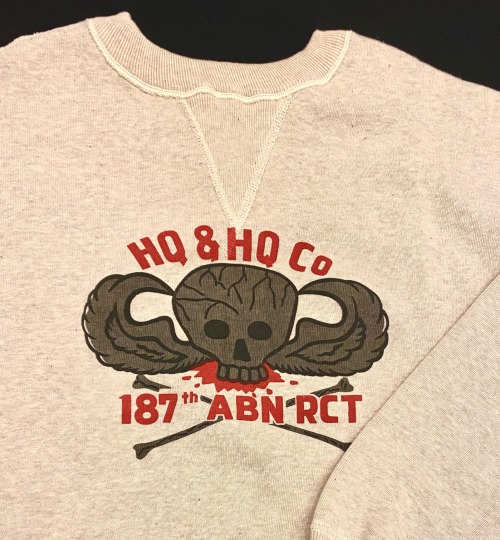 HQ & HQ Co
187th ABN RCT